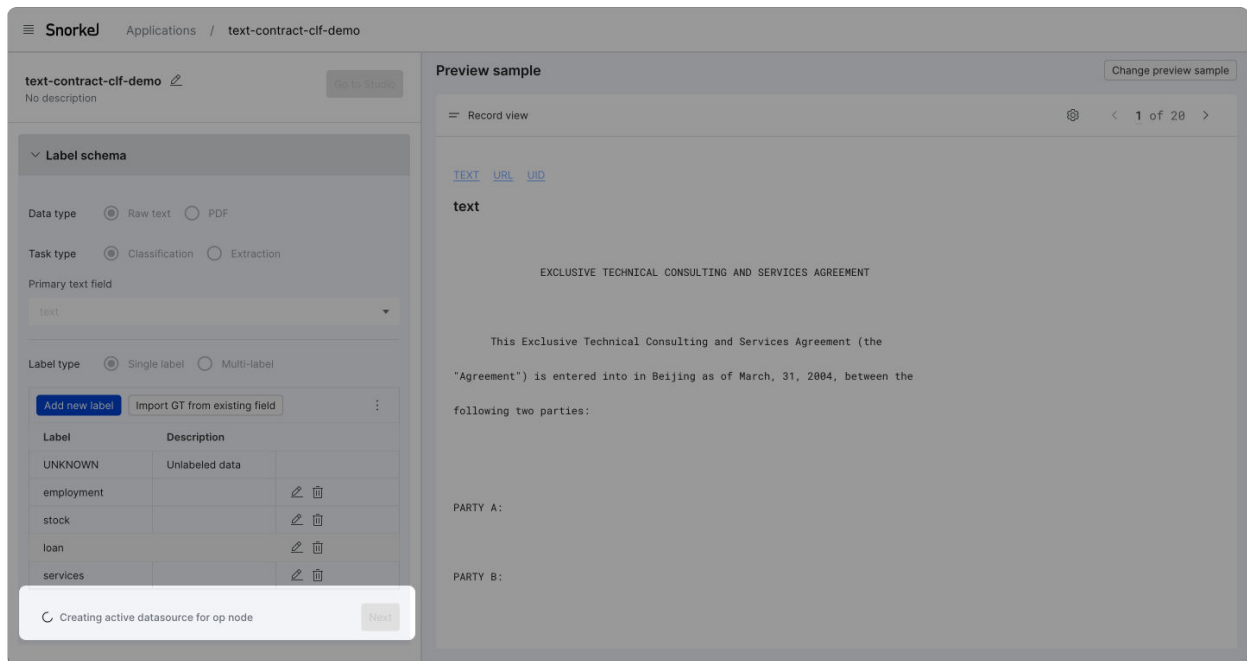 Snorkel Applications / text-contract-clf-demo
text-contract-clf-demo
Go to Studio
No description
Label schema
Data type Raw text PDF
Task type Classification Extraction
Primary text field
text
Label type Single label Multi-label
Add new label Import GT from existing field
Label Description
UNKNOWN Unlabeled data
employment
stock
loan
services
Creating active datasource for op node Next
Preview sample Change preview sample
Record view 1 of 20
TEXT URL UID
text
EXCLUSIVE TECHNICAL CONSULTING AND SERVICES AGREEMENT
This Exclusive Technical Consulting and Services Agreement (the
"Agreement") is entered into in Beijing as of March, 31, 2004, between the
following two parties:
PARTY A:
PARTY B: